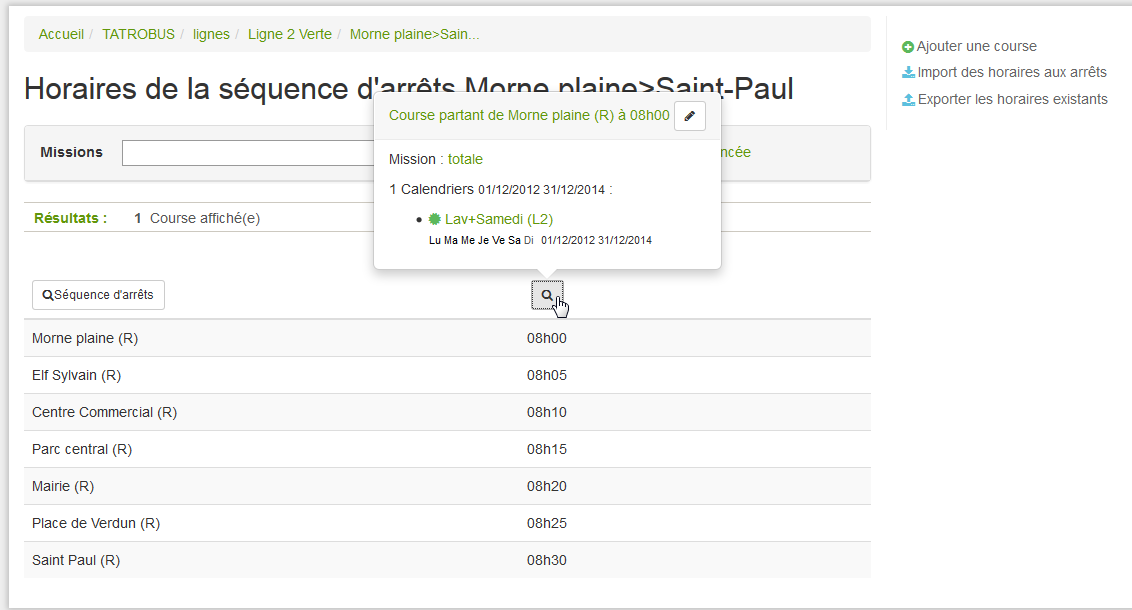 Accueil / TATROBUS / lignes / Ligne 2 Verte / Morne plaine>Sain...
Horaires de la séquence d'arrêts Morne plaine>Saint-Paul
Course partant de Morne plaine (R) à 08h00
Missions
ncée
Mission : totale
1 Calendriers 01/12/2012 31/12/2014 :
Résultats : 1 Course affiché(e)
Lav+Samedi (L2)
Lu Ma Me Je Ve Sa Di 01/12/2012 31/12/2014
Séquence d'arrêts
Morne plaine (R) 08h00
Elf Sylvain (R) 08h05
Centre Commercial (R) 08h10
Parc central (R) 08h15
Mairie (R) 08h20
Place de Verdun (R) 08h25
Saint Paul (R) 08h30
Ajouter une course
Import des horaires aux arrêts
Exporter les horaires existants